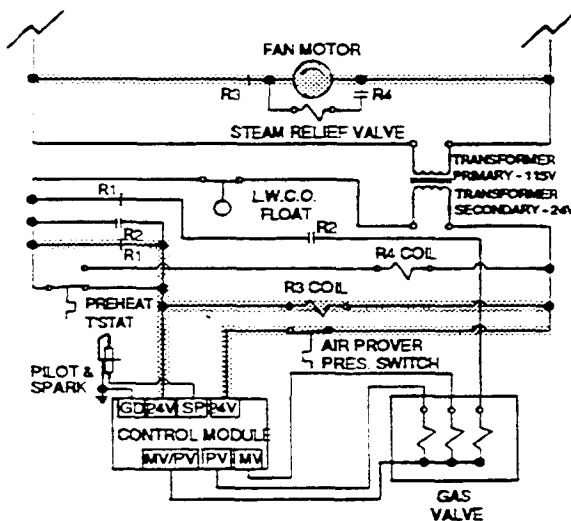 FAN MOTOR
R3
R4
STEAM RELIEF VALVE
TRANSFORMER
PRIMARY - 115V
TRANSFORMER
SECONDARY - 24V
R1
L.W.C.O.
FLOAT
R2
R2
R1
R4 COIL
R3 COIL
PREHEAT
T'STAT
AIR PROVER
PRES. SWITCH
PILOT &
SPARK
GD 24V SP 24V
CONTROL MODULE
MV/PV PV MV
GAS
VALVE